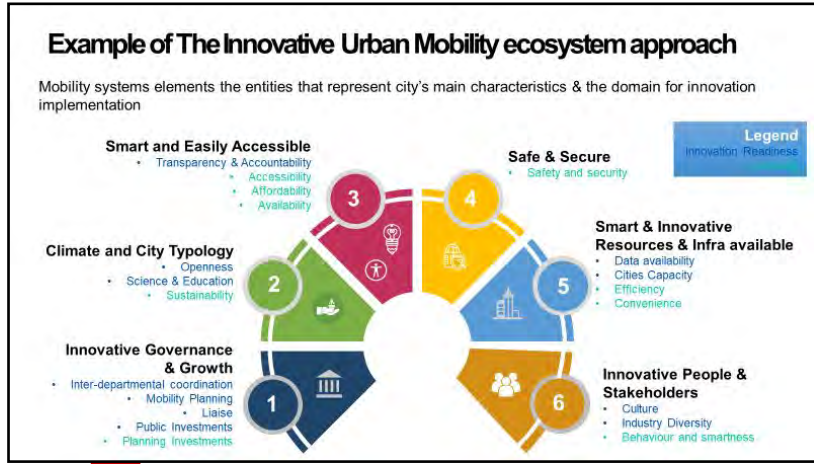 Example of The Innovative Urban Mobility ecosystem approach
Mobility systems elements the entities that represent city's main characteristics & the domain for innovation
implementation
Smart and Easily Accessible
• Transparency & Accountability
• Accessibility
• Affordability
• Availability
3
4
Safe & Secure
• Safety and security
Legend
Innovation Readiness
Climate and City Typology
• Openness
• Science & Education
• Sustainability
2
Smart & Innovative
Resources & Infra available
• Data availability
• Cities Capacity
• Efficiency
• Convenience
5
Innovative Governance
& Growth
• Inter-departmental coordination
• Mobility Planning
• Liaise
• Public Investments
• Planning Investments
1
6
Innovative People &
Stakeholders
• Culture
• Industry Diversity
• Behaviour and smartness